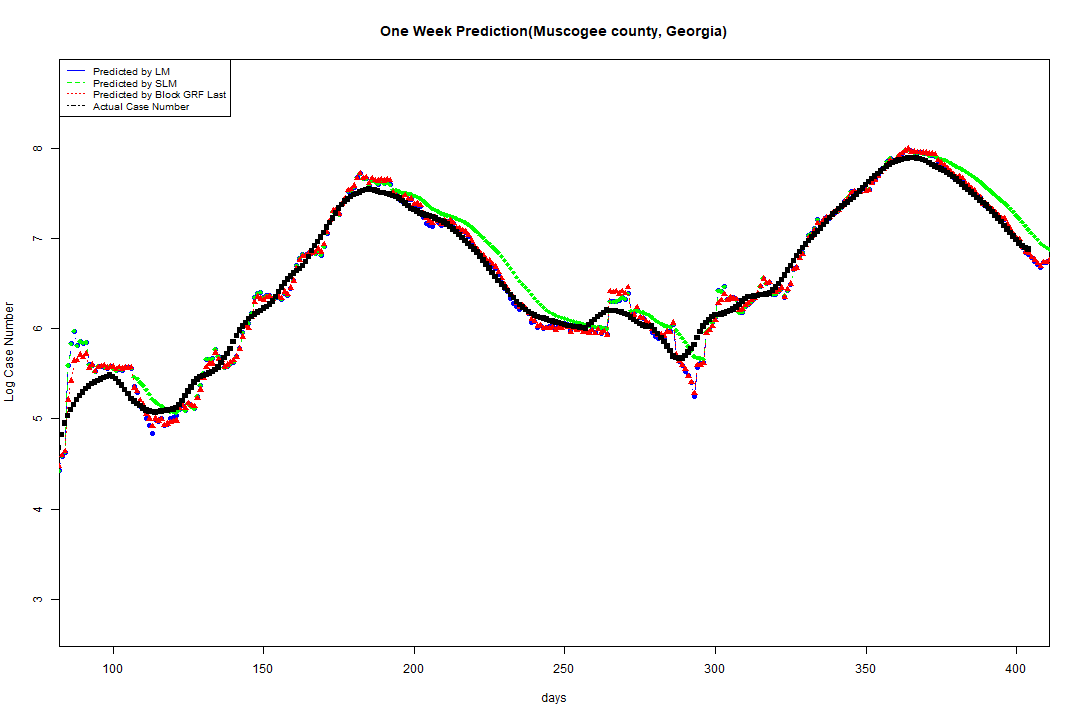 One Week Prediction(Muscogee county, Georgia)
Predicted by LM
Predicted by SLM
Predicted by Block GRF Last
Actual Case Number
8
7
6
5
4
3
Log Case Number
100 150 200 250 300 350 400
days